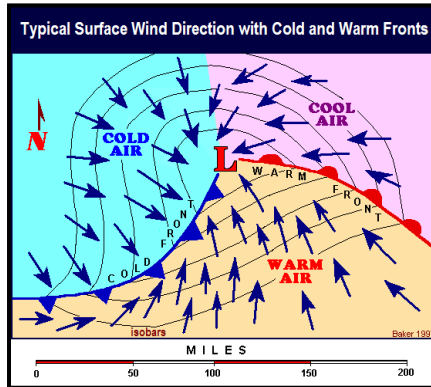 Typical Surface Wind Direction with Cold and Warm Fronts
COOL
AIR
COLD
AIR
N
L
WARM
FRONT
COLD
FRONT
WARM
AIR
isobars
Baker 199
MILES
0
50
100
150
200